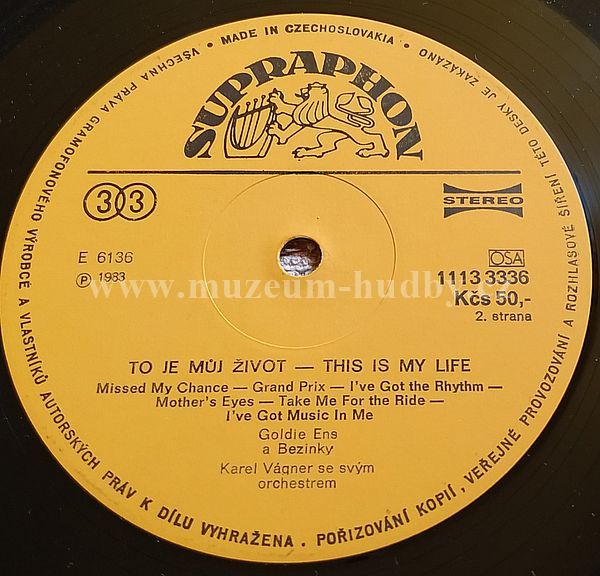 VŠECHNA PRÁVA GRAMOFONOVÉHO VÝROBCE A VLASTNÍKŮ AUTORSKÝCH PRÁV K DÍLU VYHRAŽENA . POŘIZOVÁNÍ KOPIÍ , VEŘEJNÉ PROVOZOVÁNÍ A ROZHLASOVÉ ŠÍŘENÍ TÉTO DESKY JE ZAKÁZÁNO
• MADE IN CZECHOSLOVAKIA •
SUPRAPHON
33
STEREO
E 6136
OSA
Ⓟ 1983
1113 3336
www.muzeum-hudby.cz
Kčs 50,-
2. strana
TO JE MŮJ ŽIVOT — THIS IS MY LIFE
Missed My Chance — Grand Prix — I've Got the Rhythm —
Mother's Eyes — Take Me For the Ride —
I've Got Music In Me
Goldie Ens
a Bezinky
Karel Vágner se svým
orchestrem